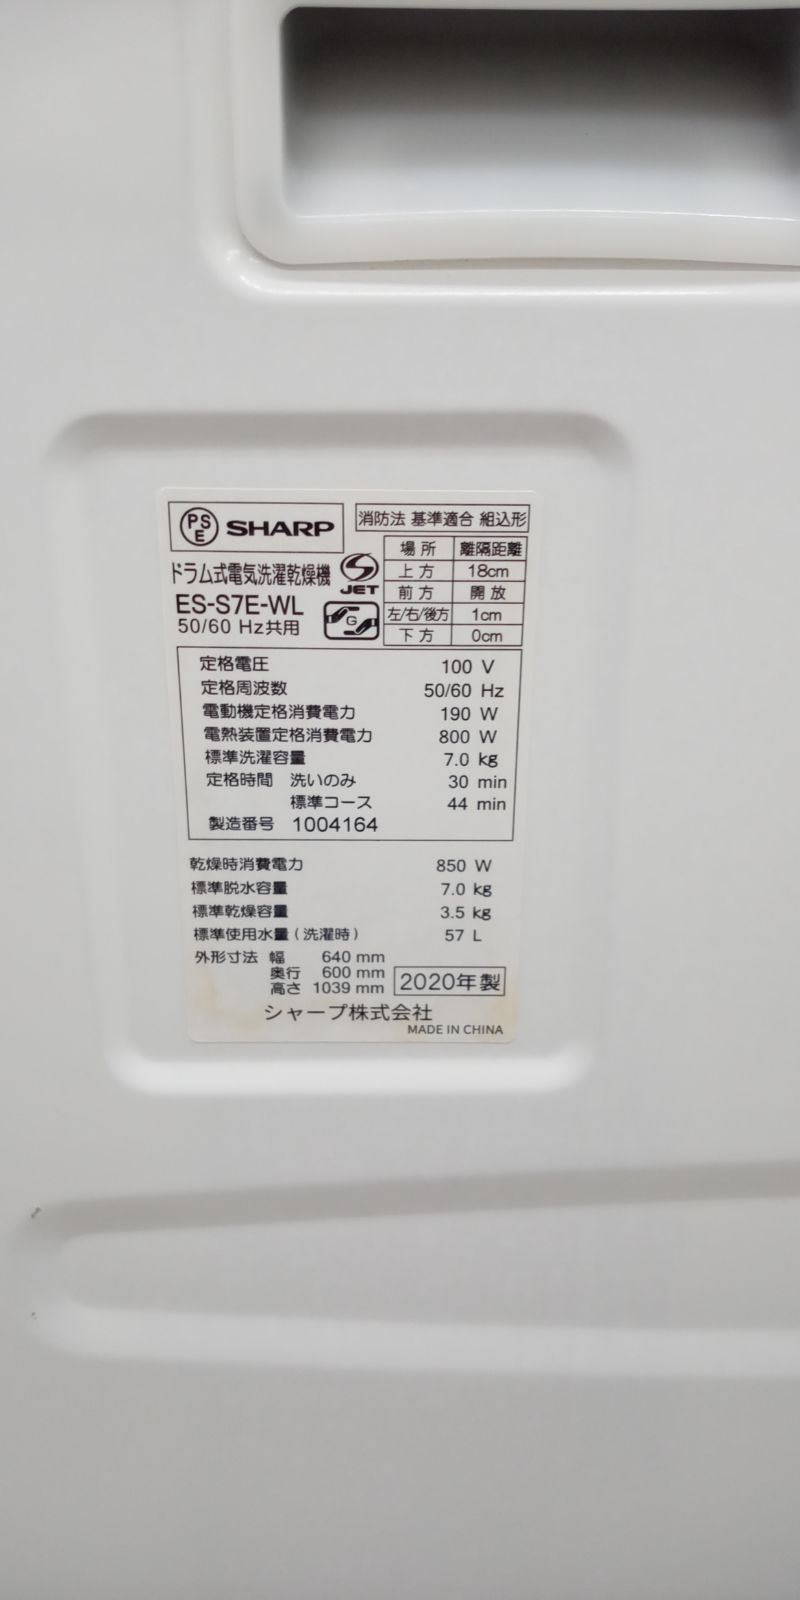 PS
E
SHARP
消防法 基準適合 組込形
場所 離隔距離
上方 18cm
前方 開放
左/右/後方 1cm
下方 0cm
ドラム式電気洗濯乾燥機
S
JET
ES-S7E-WL
50/60 Hz共用
G
定格電圧 100 V
定格周波数 50/60 Hz
電動機定格消費電力 190 W
電熱装置定格消費電力 800 W
標準洗濯容量 7.0 kg
定格時間 洗いのみ 30 min
標準コース 44 min
製造番号 1004164
乾燥時消費電力 850 W
標準脱水容量 7.0 kg
標準乾燥容量 3.5 kg
標準使用水量(洗濯時) 57 L
外形寸法 幅 640 mm
奥行 600 mm
高さ 1039 mm
2020年製
シャープ株式会社
MADE IN CHINA